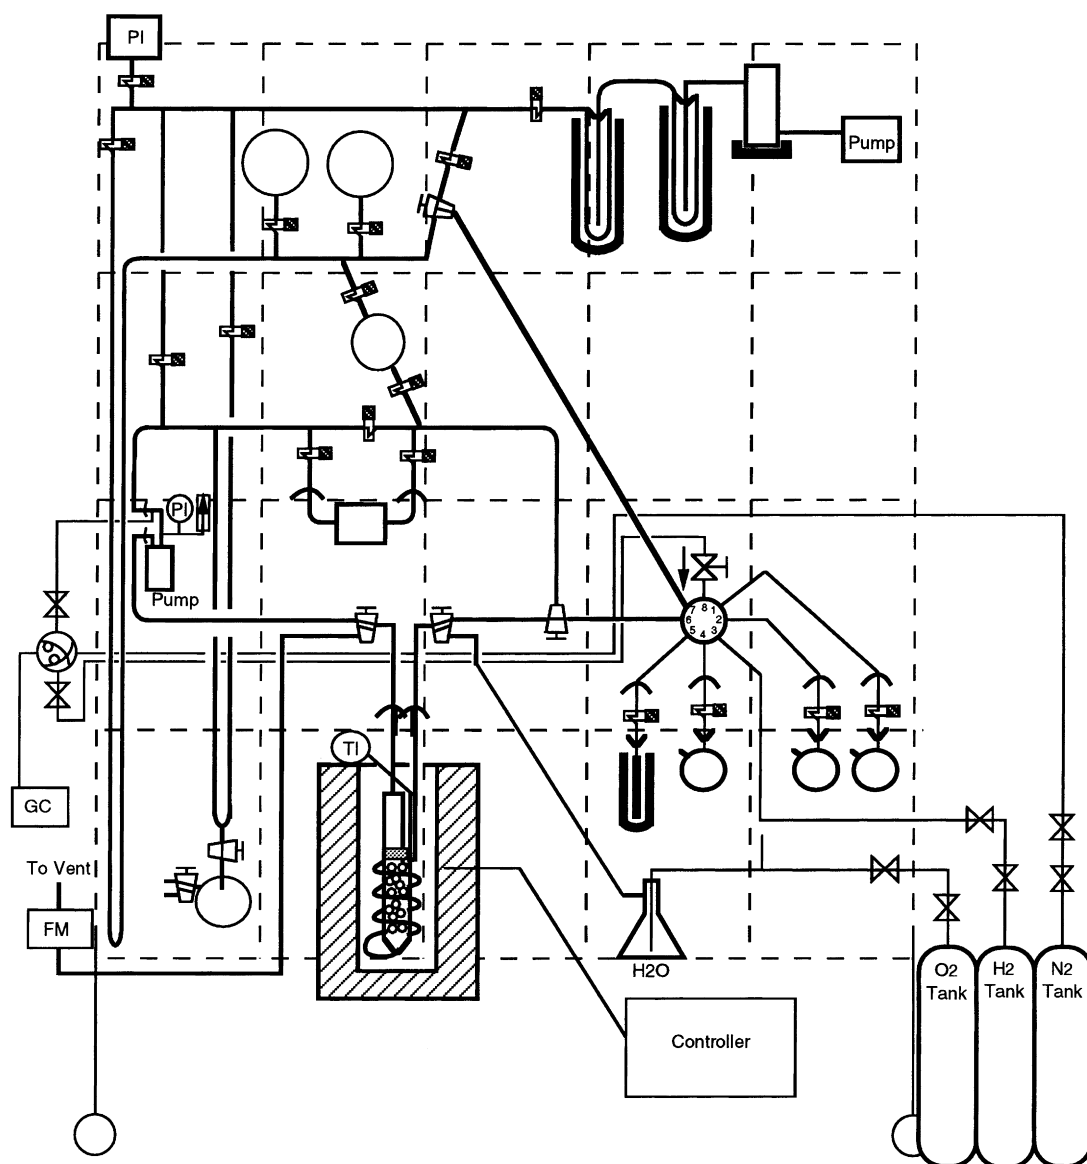 PI
Pump
PI
Pump
7 8 1
6 2
5 4 3
TI
GC
To Vent
FM
H2O
O2
Tank
H2
Tank
N2
Tank
Controller